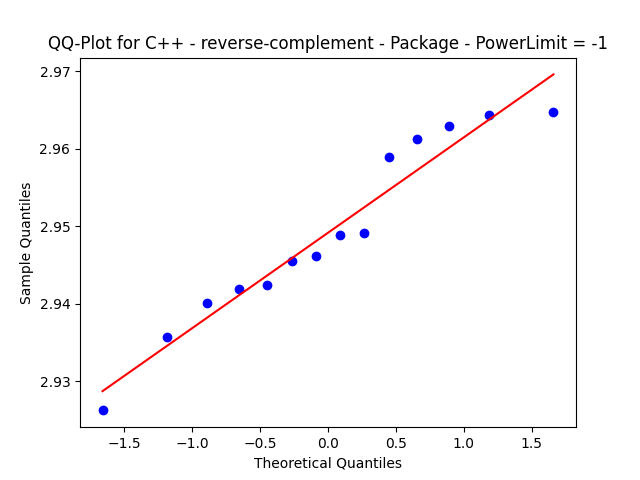 QQ-Plot for C++ - reverse-complement - Package - PowerLimit = -1
2.97
2.96
2.95
2.94
2.93
Sample Quantiles
−1.5 −1.0 −0.5 0.0 0.5 1.0 1.5
Theoretical Quantiles